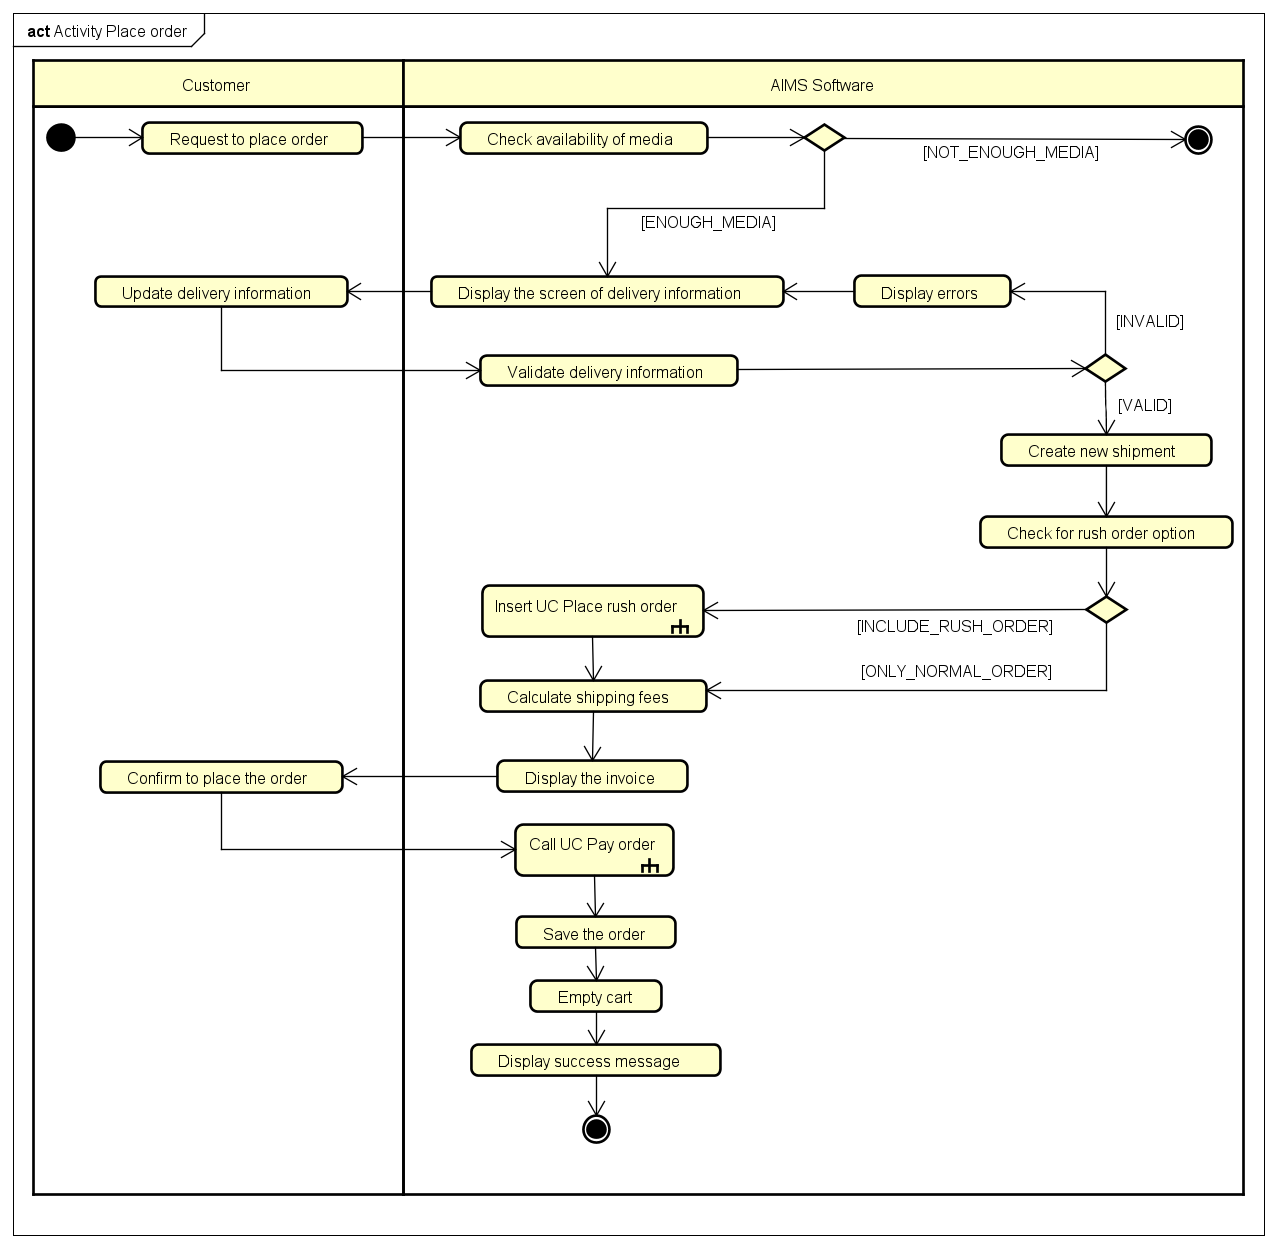 act Activity Place order
Customer
AIMS Software
Request to place order
Check availability of media
[NOT_ENOUGH_MEDIA]
[ENOUGH_MEDIA]
Update delivery information
Display the screen of delivery information
Display errors
[INVALID]
Validate delivery information
[VALID]
Create new shipment
Check for rush order option
Insert UC Place rush order
[INCLUDE_RUSH_ORDER]
[ONLY_NORMAL_ORDER]
Calculate shipping fees
Confirm to place the order
Display the invoice
Call UC Pay order
Save the order
Empty cart
Display success message